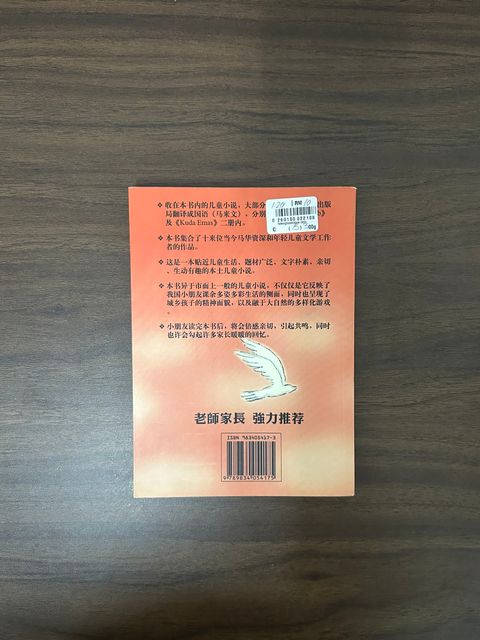 收在本书内的儿童小说，大部分 出版
局翻译成国语（马来文），分别 》
及《Kuda Emas》二册内。
本书集合了十来位当今马华资深和年轻儿童文学工作
者的作品。
这是一本贴近儿童生活、题材广泛、文字朴素、亲切
、生动有趣的本土儿童小说。
本书异于市面上一般的儿童小说，不仅仅是它反映了
我国小朋友课余多姿多彩生活的侧面，同时也呈现了
城乡孩子的精神面貌，以及融于大自然的多样化游戏
。
小朋友读完本书后，将会倍感亲切，引起共鸣，同时
也许会勾起许多家长暖暖的回忆。
老師家長 強力推荐
ISBN 983405417-3
9789834054175